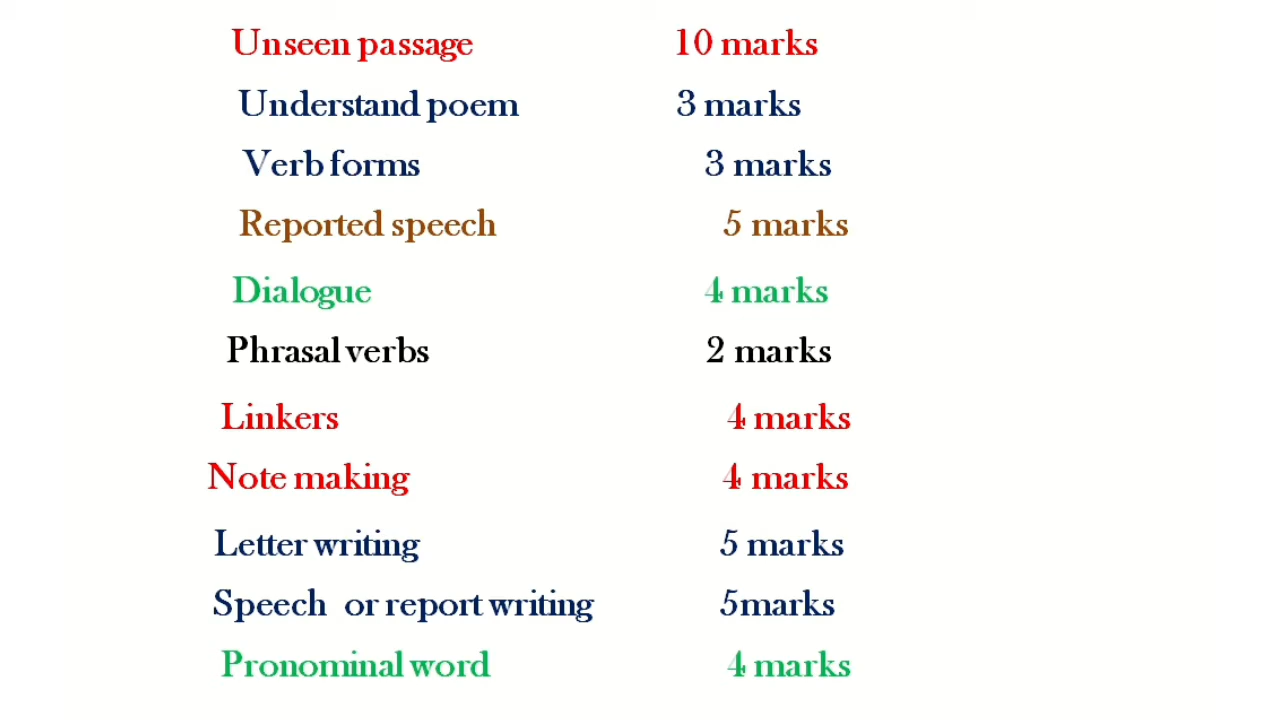 Unseen passage 10 marks
Understand poem 3 marks
Verb forms 3 marks
Reported speech 5 marks
Dialogue 4 marks
Phrasal verbs 2 marks
Linkers 4 marks
Note making 4 marks
Letter writing 5 marks
Speech or report writing 5marks
Pronominal word 4 marks